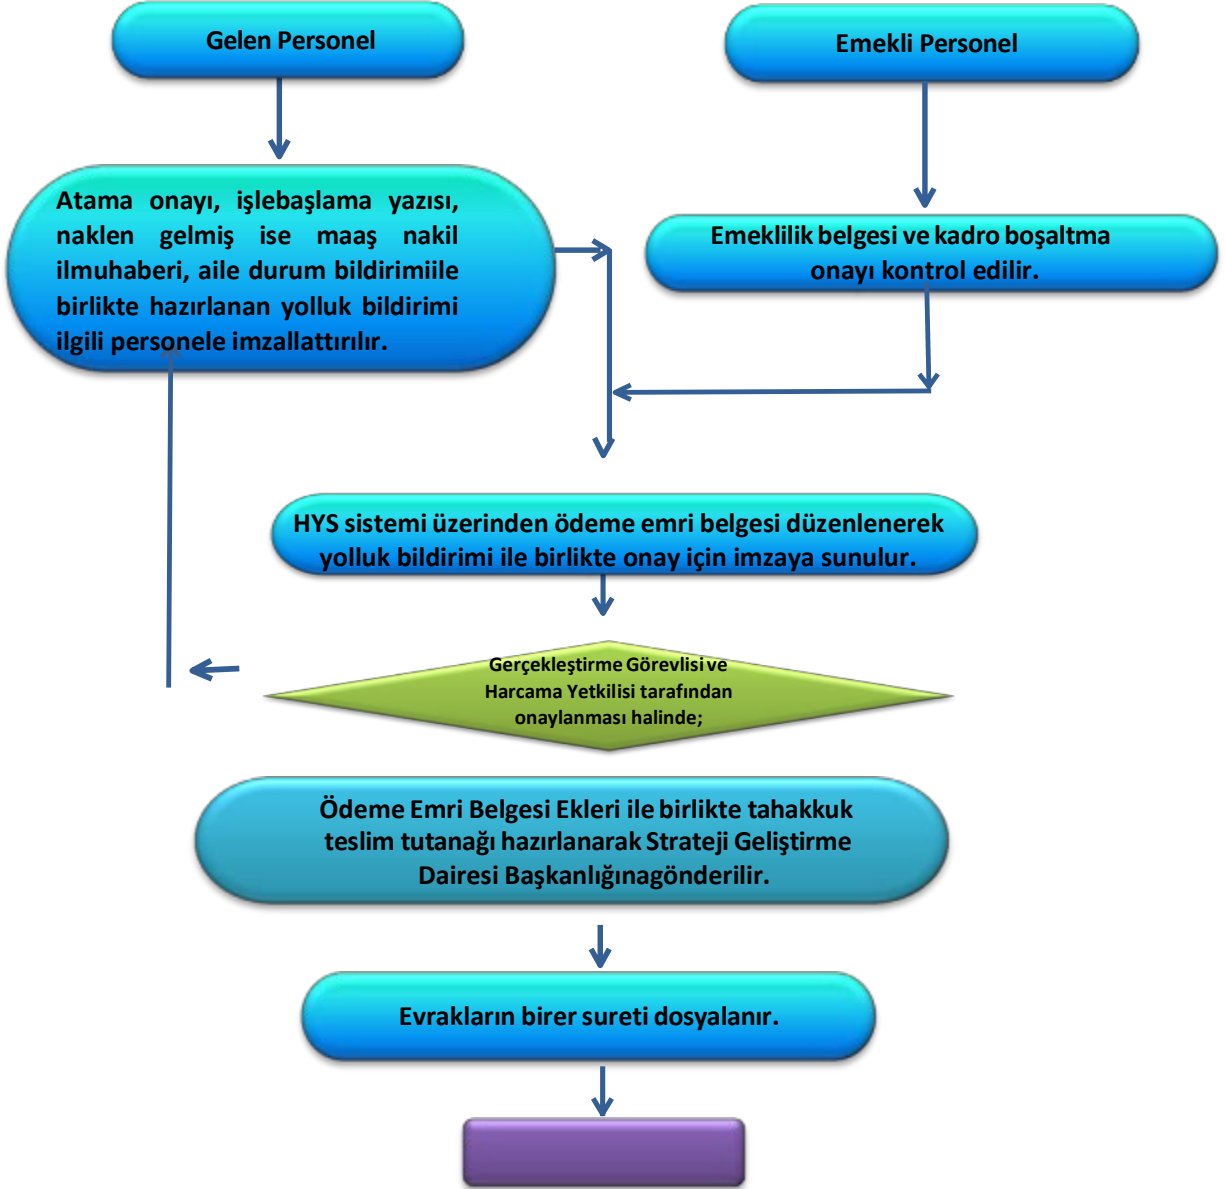 Gelen Personel
Emekli Personel
Atama onayı, işlebaşlama yazısı,
naklen gelmiş ise maaş nakil
ilmuhaberi, aile durum bildirimiile
birlikte hazırlanan yolluk bildirimi
ilgili personele imzallattırılır.
Emeklilik belgesi ve kadro boşaltma
onayı kontrol edilir.
HYS sistemi üzerinden ödeme emri belgesi düzenlenerek
yolluk bildirimi ile birlikte onay için imzaya sunulur.
Gerçekleştirme Görevlisi ve
Harcama Yetkilisi tarafından
onaylanması halinde;
Ödeme Emri Belgesi Ekleri ile birlikte tahakkuk
teslim tutanağı hazırlanarak Strateji Geliştirme
Dairesi Başkanlığınagönderilir.
Evrakların birer sureti dosyalanır.